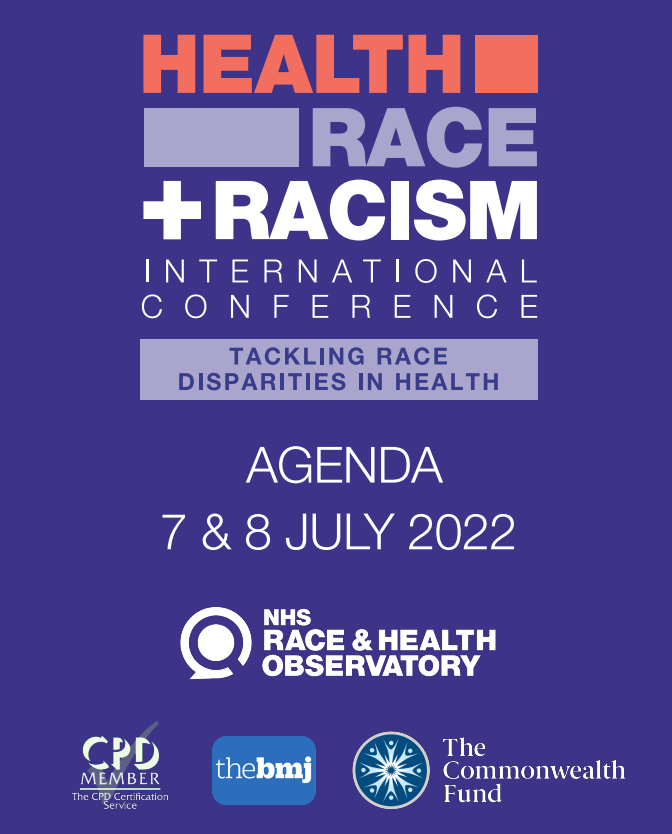 HEALTH
RACE
+RACISM
INTERNATIONAL
CONFERENCE
TACKLING RACE
DISPARITIES IN HEALTH
AGENDA
7 & 8 JULY 2022
NHS
RACE & HEALTH
OBSERVATORY
CPD
MEMBER
The CPD Certification
Service
thebmj
The
Commonwealth
Fund